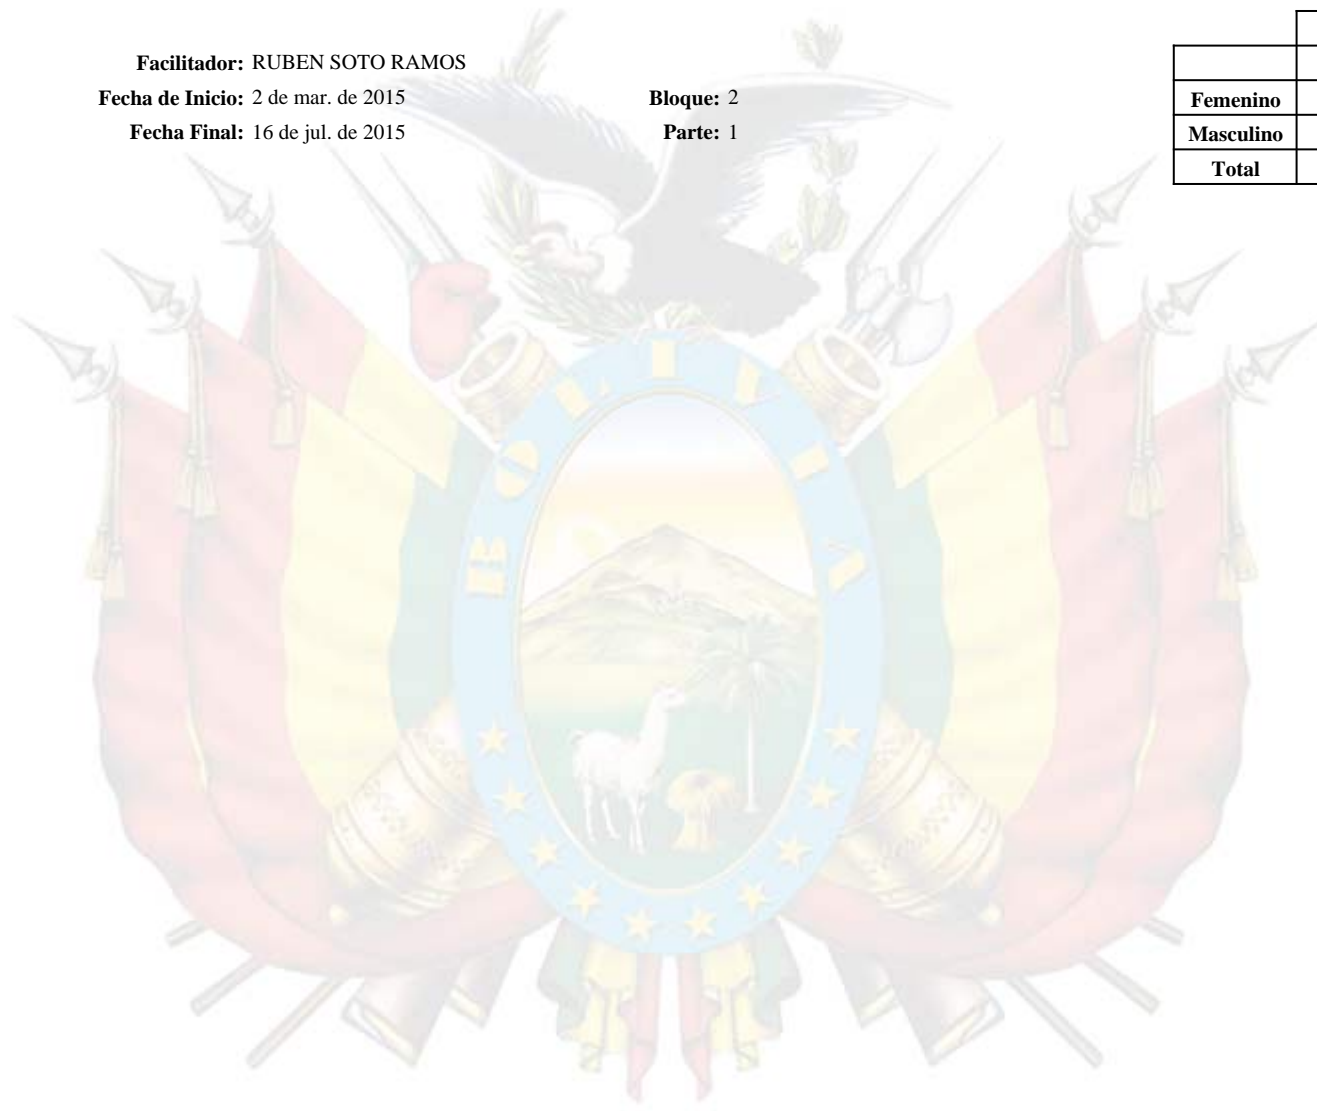 Facilitador: RUBEN SOTO RAMOS
Fecha de Inicio: 2 de mar. de 2015 Bloque: 2
Fecha Final: 16 de jul. de 2015 Parte: 1
Femenino
Masculino
Total
BOLIVIA